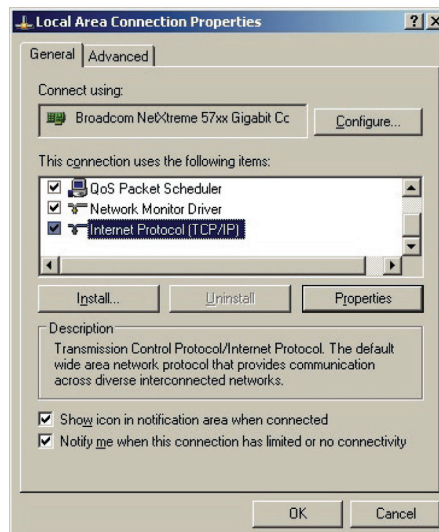 Local Area Connection Properties
General
Advanced
Connect using:
Broadcom NetXtreme 57xx Gigabit Cc
Configure...
This connection uses the following items:
QoS Packet Scheduler
Network Monitor Driver
Internet Protocol (TCP/IP)
Install...
Uninstall
Properties
Description
Transmission Control Protocol/Internet Protocol. The default
wide area network protocol that provides communication
across diverse interconnected networks.
Show icon in notification area when connected
Notify me when this connection has limited or no connectivity
OK
Cancel